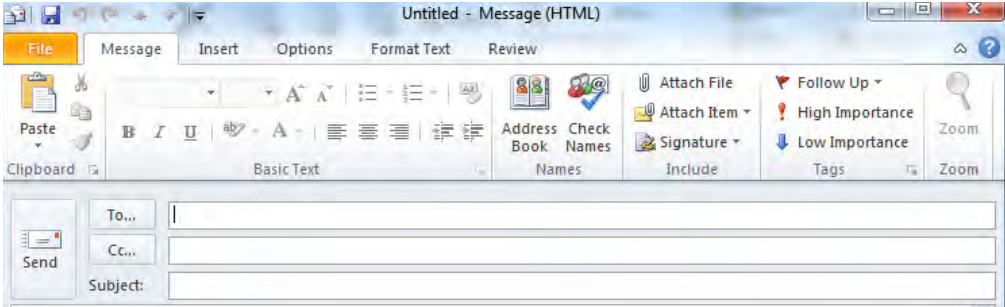 Untitled - Message (HTML)
File Message Insert Options Format Text Review
Paste
Address Book
Check Names
Attach File
Attach Item
Signature
Follow Up
High Importance
Low Importance
Zoom
Clipboard Basic Text Names Include Tags Zoom
Send
To...
Cc...
Subject: